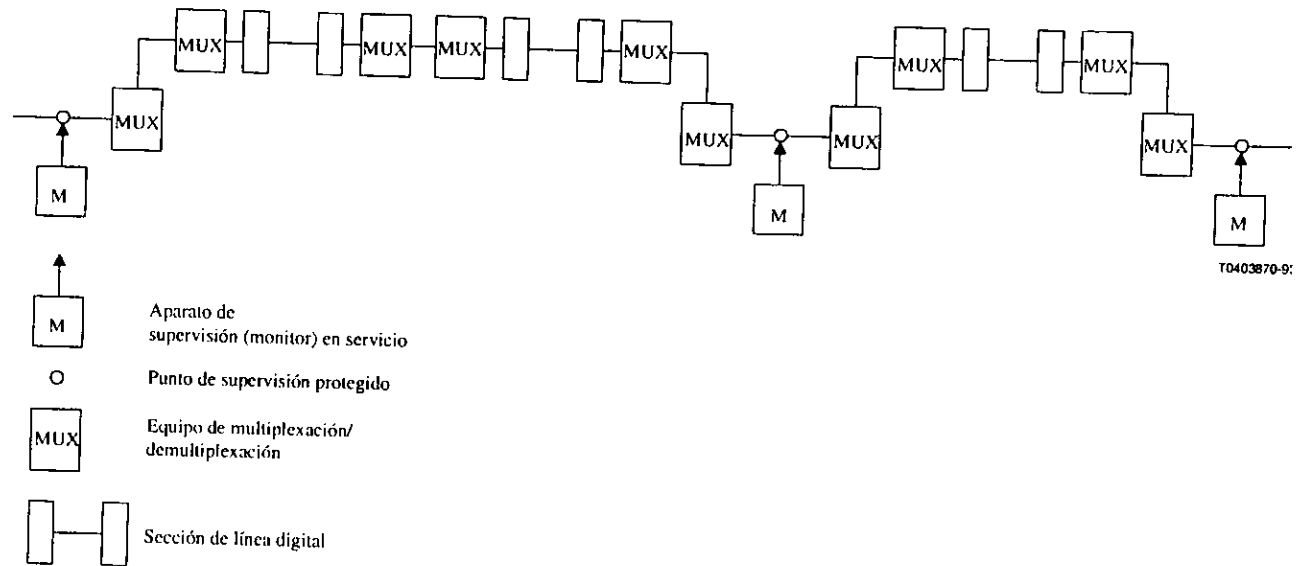 MUX
MUX
MUX
MUX
MUX
MUX
MUX
MUX
MUX
MUX
M
M
M
T0403870-93
M
Aparato de
supervisión (monitor) en servicio
Punto de supervisión protegido
MUX
Equipo de multiplexación/
demultiplexación
Sección de línea digital